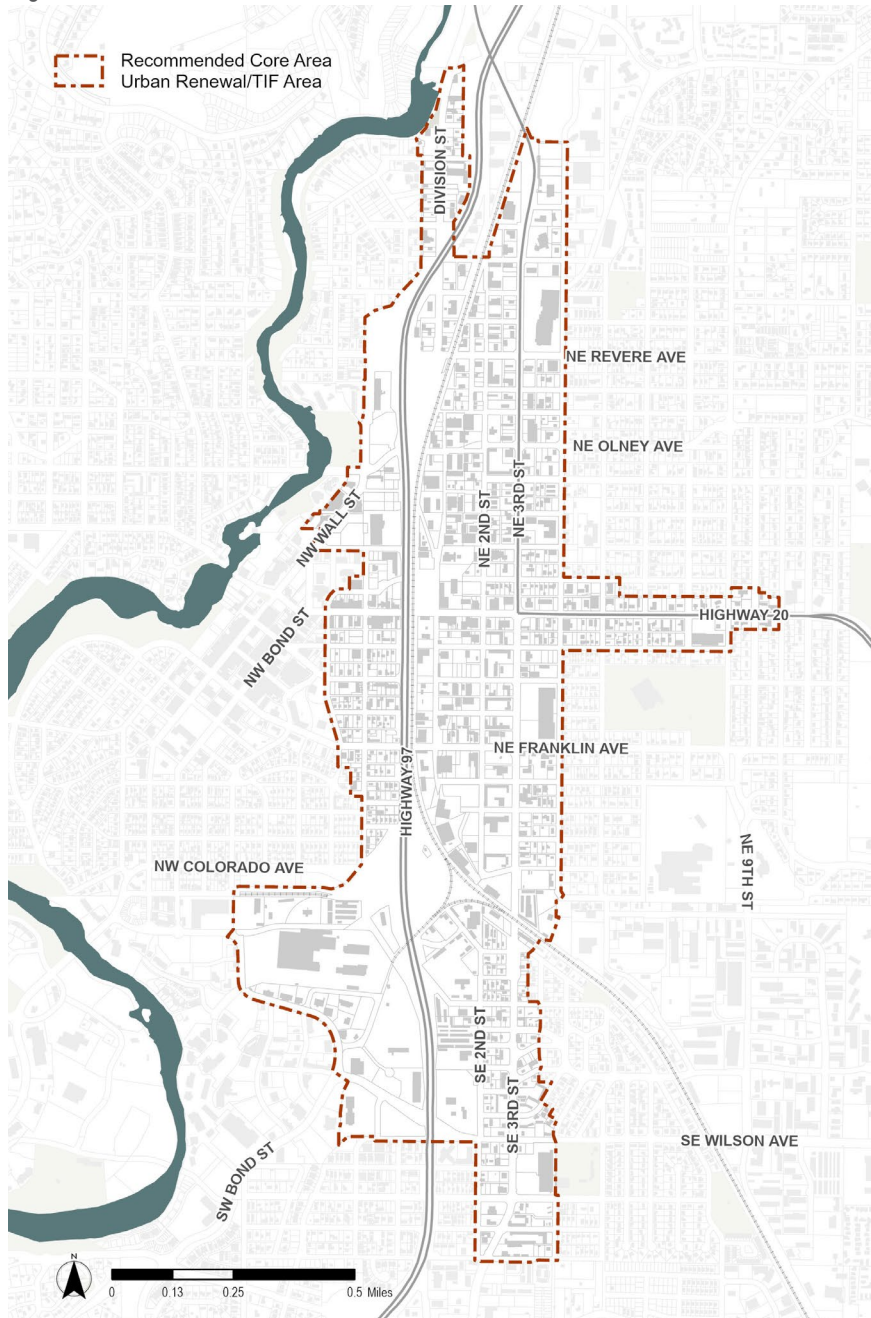 Recommended Core Area
Urban Renewal/TIF Area
DIVISION ST
NE REVERE AVE
NE OLNEY AVE
NE 3RD ST
NE 2ND ST
NW WALL ST
HIGHWAY 20
NW BOND ST
NE FRANKLIN AVE
HIGHWAY 97
NW COLORADO AVE
NE 9TH ST
SE 2ND ST
SE 3RD ST
SE WILSON AVE
SW BOND ST
N
0 0.13 0.25 0.5 Miles